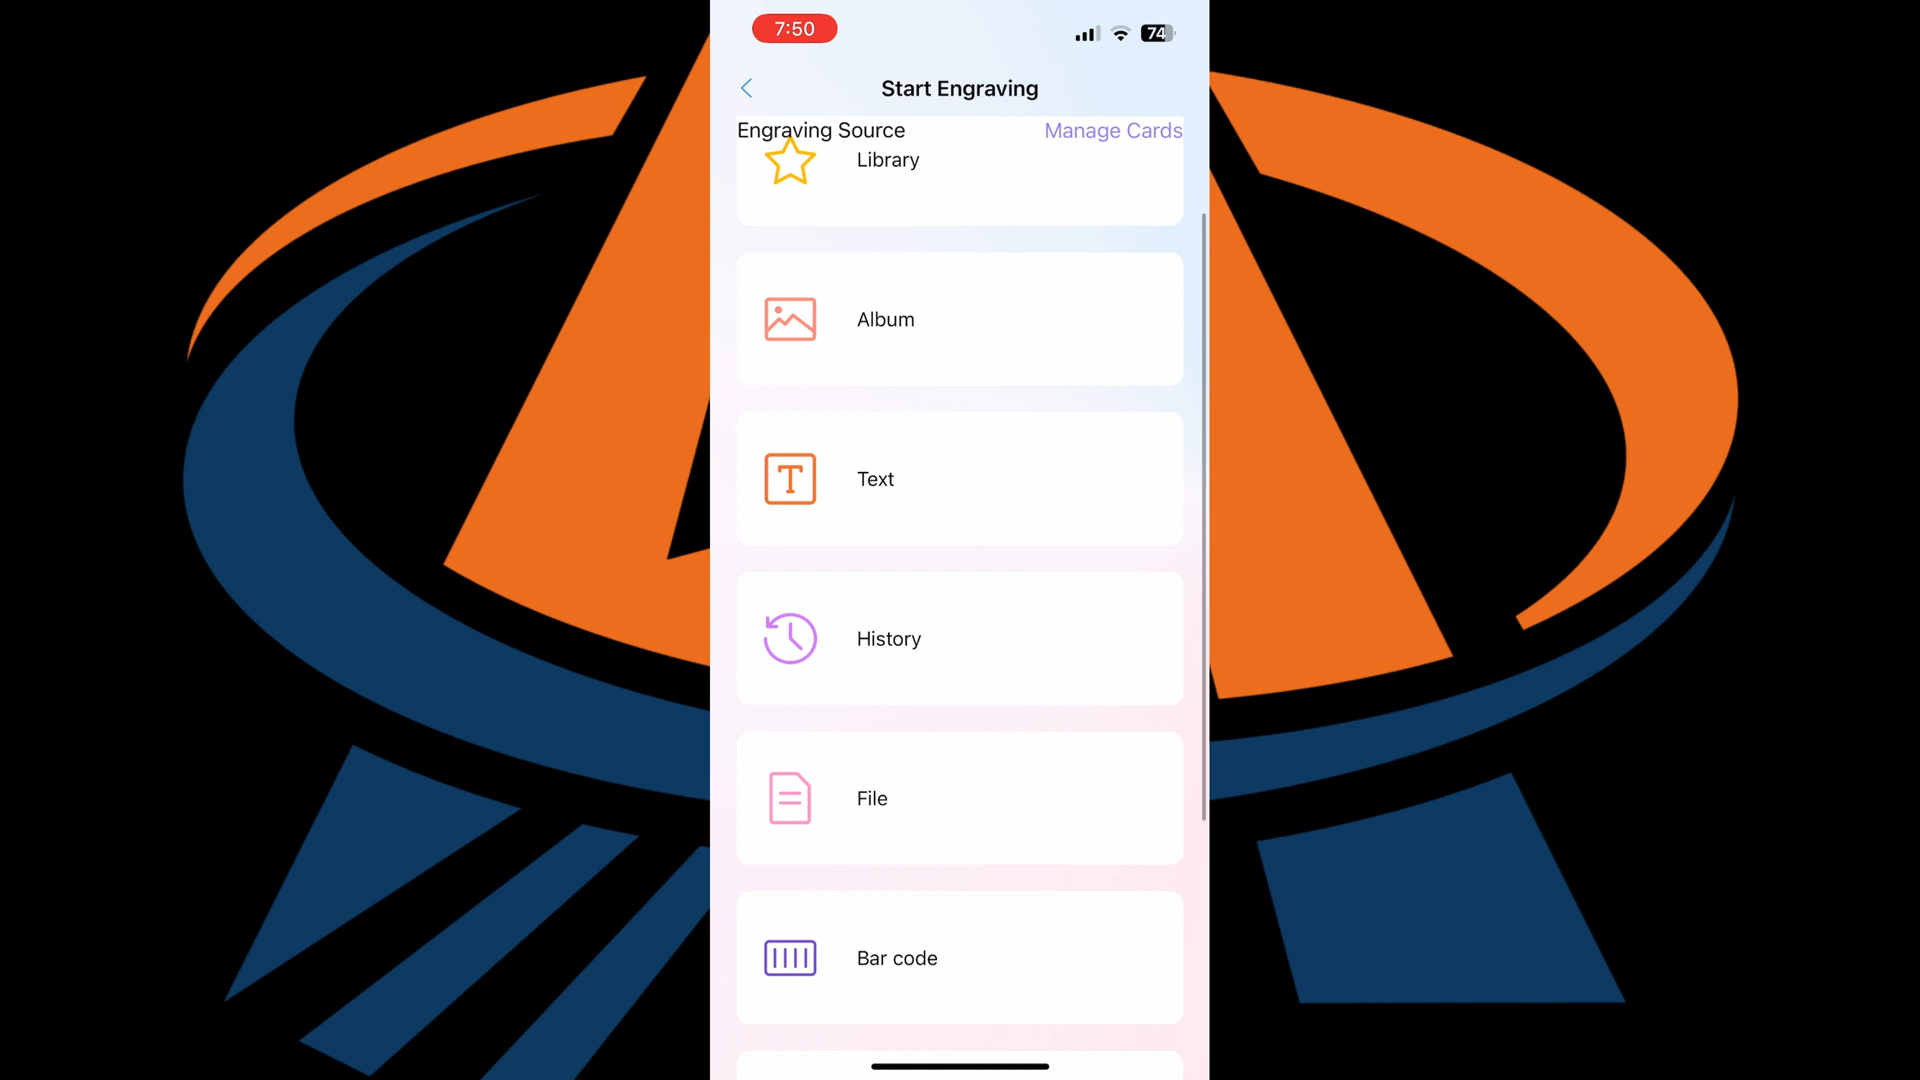 7:50
74
Start Engraving
Engraving Source
Manage Cards
Library
Album
Text
History
File
Bar code